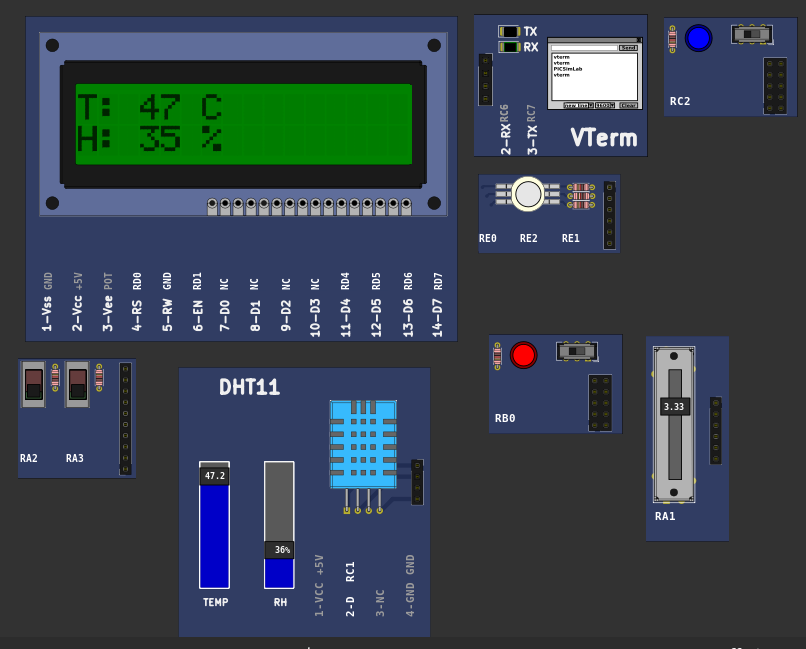 T: 47 C
H: 35 %
1-Vss GND
2-Vcc +5V
3-Vee POT
4-RS RD0
5-RW GND
6-EN RD1
7-D0 NC
8-D1 NC
9-D2 NC
10-D3 NC
11-D4 RD4
12-D5 RD5
13-D6 RD6
14-D7 RD7
TX
RX
Send
vterm
vterm
PICSimLab
vterm
Clear
2-RX RC6
3-TX RC7
VTerm
RC2
RE0 RE2 RE1
RB0
3.33
RA1
RA2 RA3
DHT11
47.2
36%
TEMP
RH
1-VCC +5V
2-D RC1
3-NC
4-GND GND